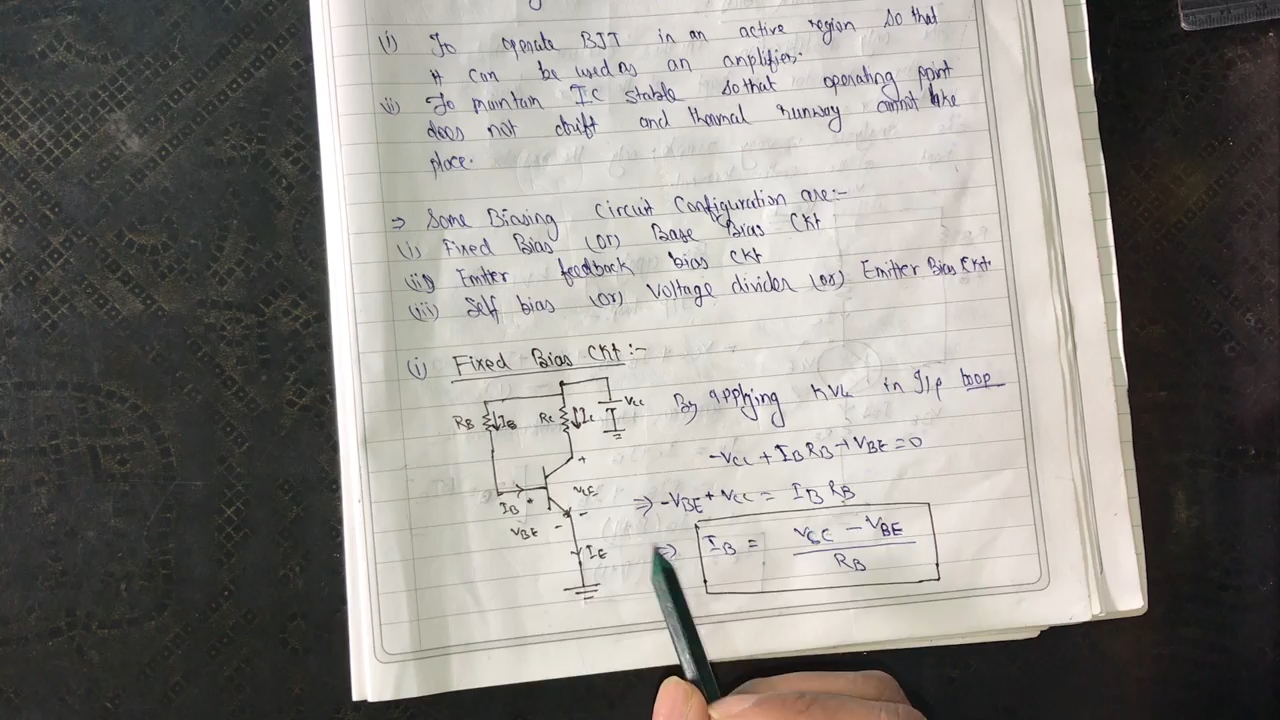 (i) To operate BJT in an active region so that
it can be used as an amplifier.
(ii) To maintain IC stable so that operating point
does not drift and thermal runway cannot take
place.
⇒ Some Biasing Circuit Configuration are:-
(i) Fixed Bias (or) Base Bias Ckt
(ii) Emitter feedback bias Ckt
(iii) Self bias (or) Voltage divider (or) Emitter Bias Ckt.
(i) Fixed Bias Ckt :-
RB IB RC IC VCC
By applying KVL in I/p loop
-VCC + IB RB + VBE = 0
+ VCE
IB + -
⇒ -VBE + VCC = IB RB
VBE -
IE
⇒ IB = VCC - VBE / RB